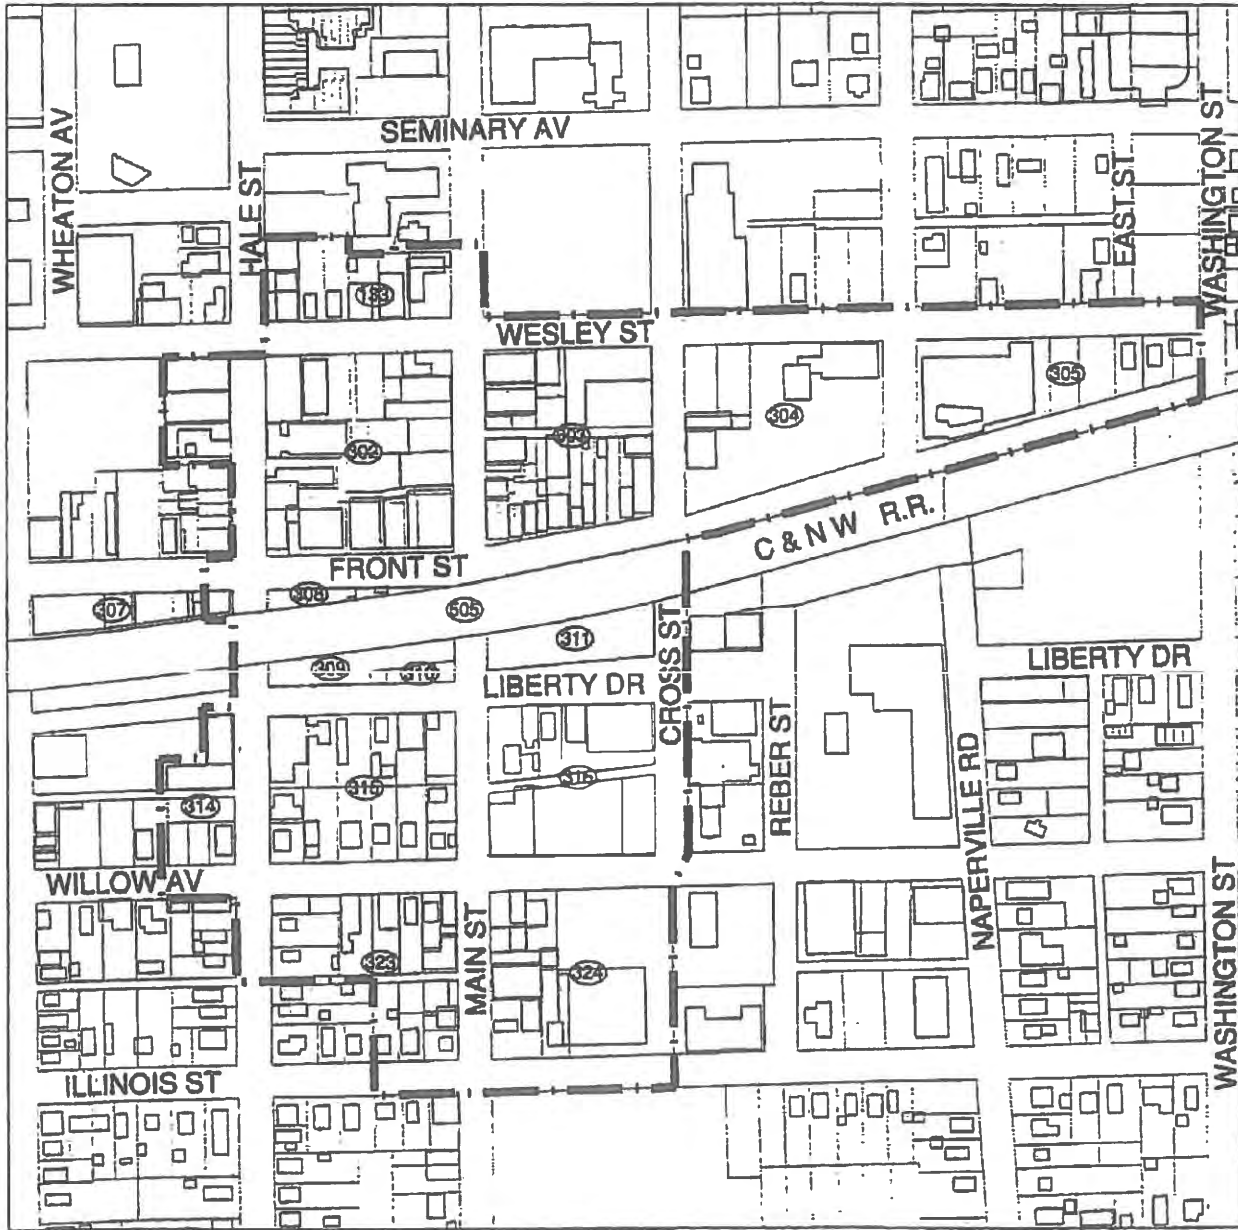 SEMINARY AV
WHEATON AV
HALE ST
EAST ST
WASHINGTON ST
133
WESLEY ST
305
304
302
303
C & N W R.R.
FRONT ST
308
307
505
311
CROSS ST
309
310
LIBERTY DR
LIBERTY DR
REBER ST
NAPERVILLE RD
316
315
314
WILLOW AV
MAIN ST
323
324
WASHINGTON ST
ILLINOIS ST